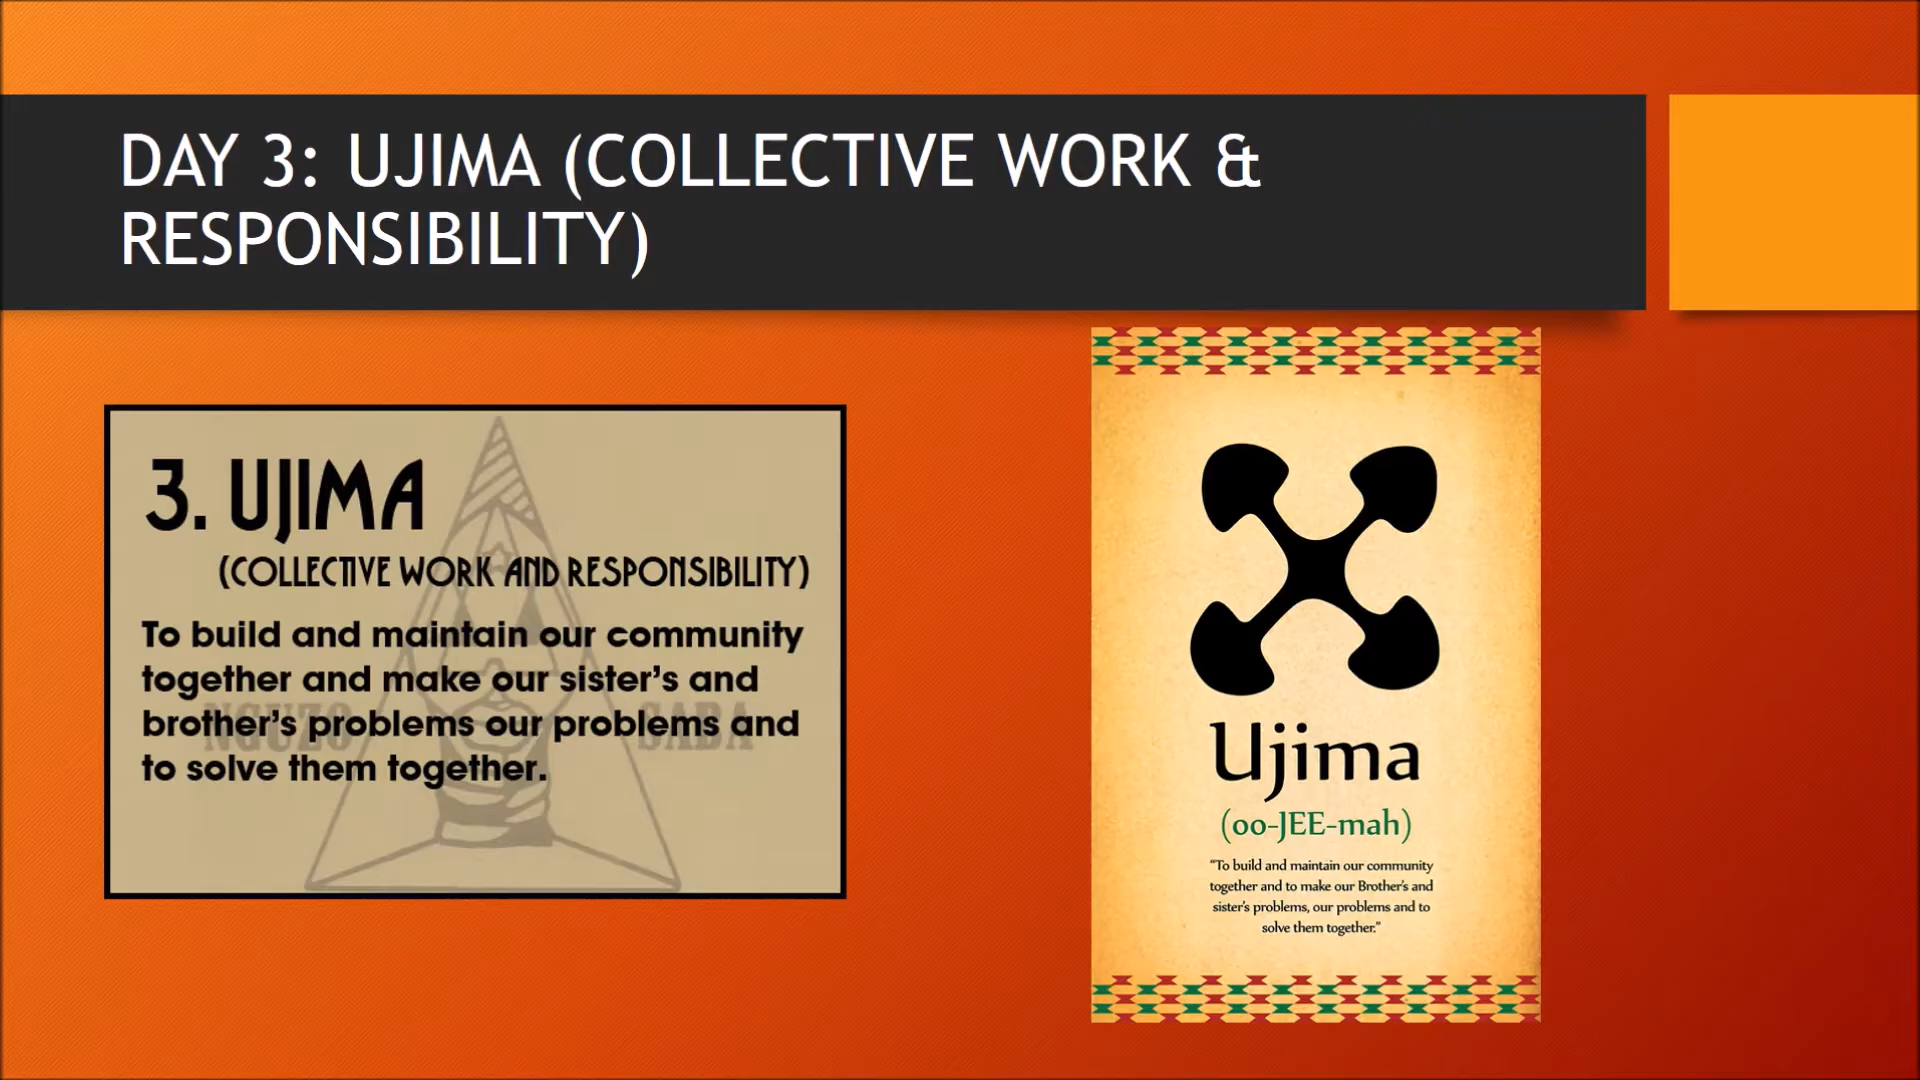 DAY 3: UJIMA (COLLECTIVE WORK &
RESPONSIBILITY)
3. UJIMA
(COLLECTIVE WORK AND RESPONSIBILITY)
To build and maintain our community
together and make our sister's and
brother's problems our problems and
to solve them together.
NGUZO SABA
Ujima
(oo-JEE-mah)
"To build and maintain our community
together and to make our Brother's and
sister's problems, our problems and to
solve them together."